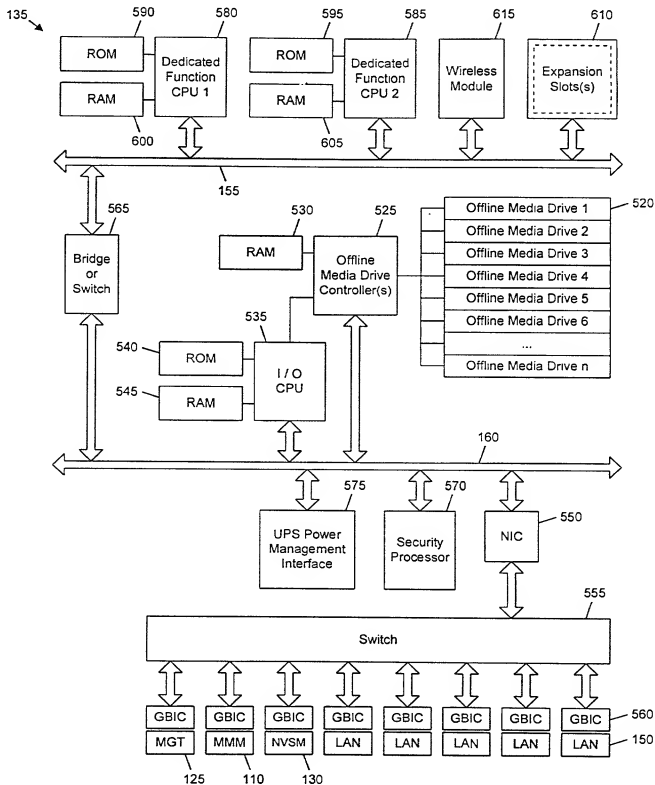 135
590
580
595
585
615
610
ROM
Dedicated
Function
CPU 1
ROM
Dedicated
Function
CPU 2
Wireless
Module
Expansion
Slots(s)
RAM
RAM
600
605
155
565
530
525
520
Bridge
or
Switch
RAM
Offline
Media Drive
Controller(s)
Offline Media Drive 1
Offline Media Drive 2
Offline Media Drive 3
Offline Media Drive 4
Offline Media Drive 5
Offline Media Drive 6
...
Offline Media Drive n
535
540
ROM
I / O
CPU
545
RAM
160
575
570
550
UPS Power
Management
Interface
Security
Processor
NIC
555
Switch
GBIC
GBIC
GBIC
GBIC
GBIC
GBIC
GBIC
GBIC
560
MGT
MMM
NVSM
LAN
LAN
LAN
LAN
LAN
150
125
110
130